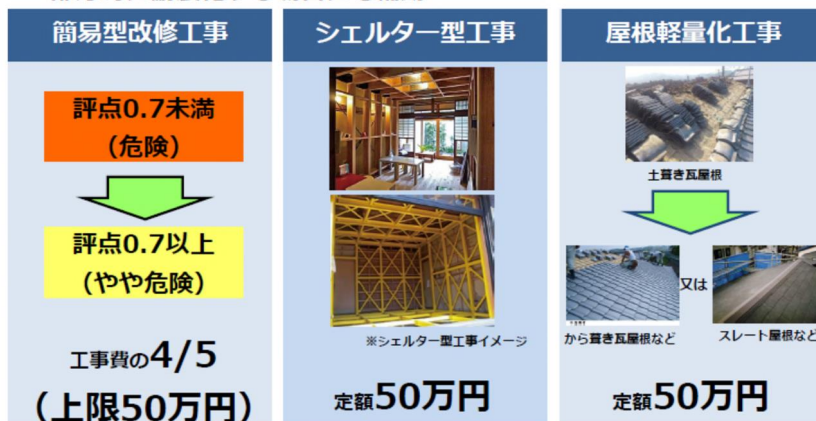 簡易型改修工事
評点0.7未満
(危険)
評点0.7以上
(やや危険)
工事費の4/5
(上限50万円)
シェルター型工事
※シェルター型工事イメージ
定額50万円
屋根軽量化工事
土葺き瓦屋根
又は
から葺き瓦屋根など
スレート屋根など
定額50万円